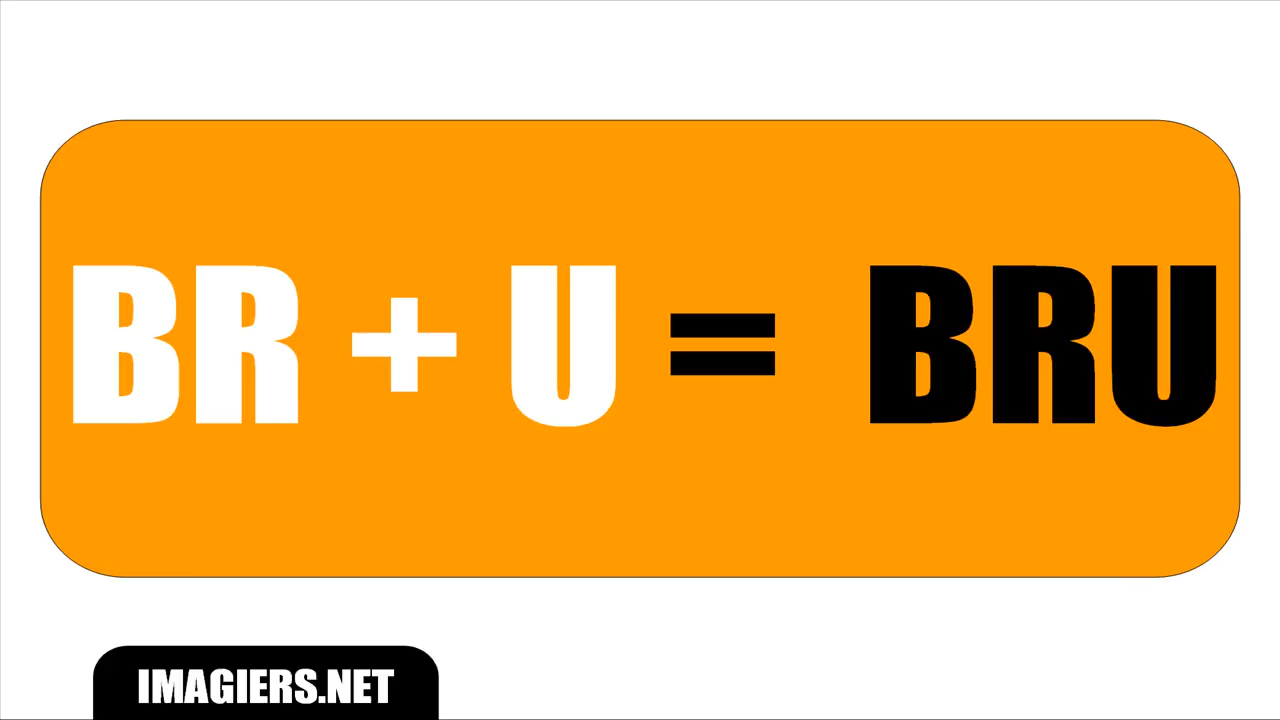 BR + U = BRU
IMAGIERS.NET